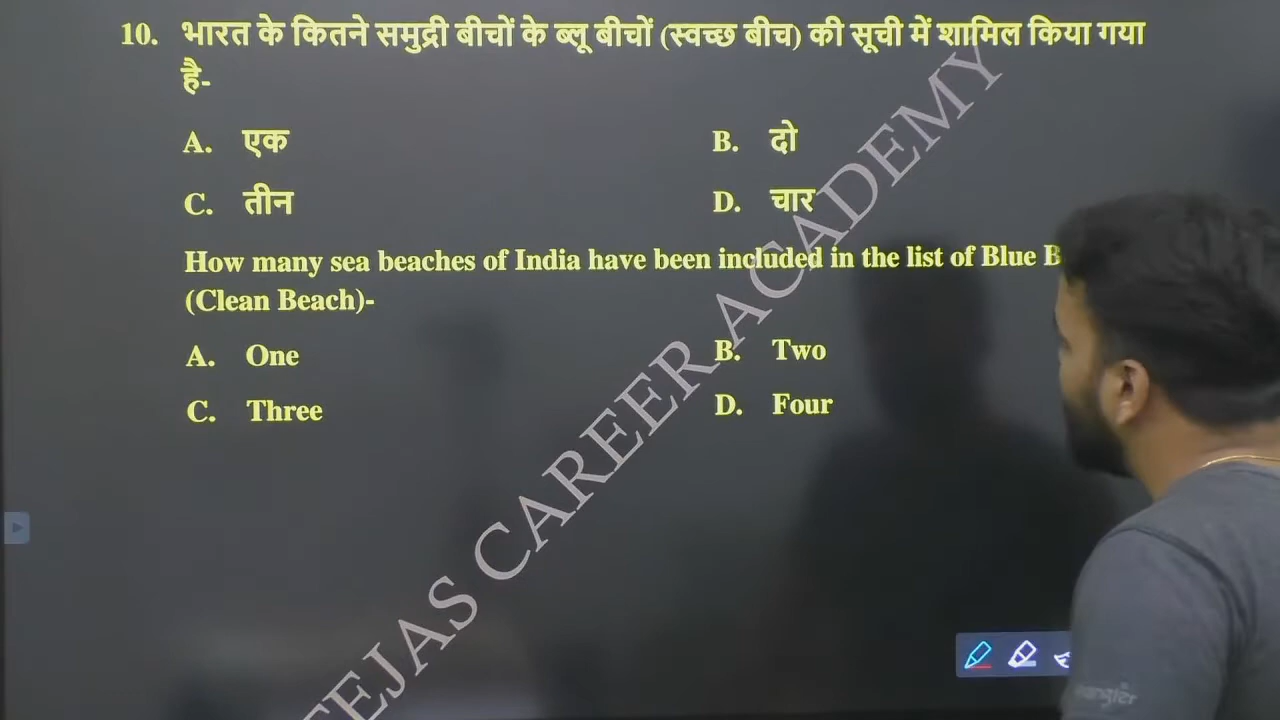 10. भारत के कितने समुद्री बीचों के ब्लू बीचों (स्वच्छ बीच) की सूची में शामिल किया गया
है-
A. एक B. दो
C. तीन D. चार
How many sea beaches of India have been included in the list of Blue B
(Clean Beach)-
A. One B. Two
C. Three D. Four
TEJAS CAREER ACADEMY
wrangler